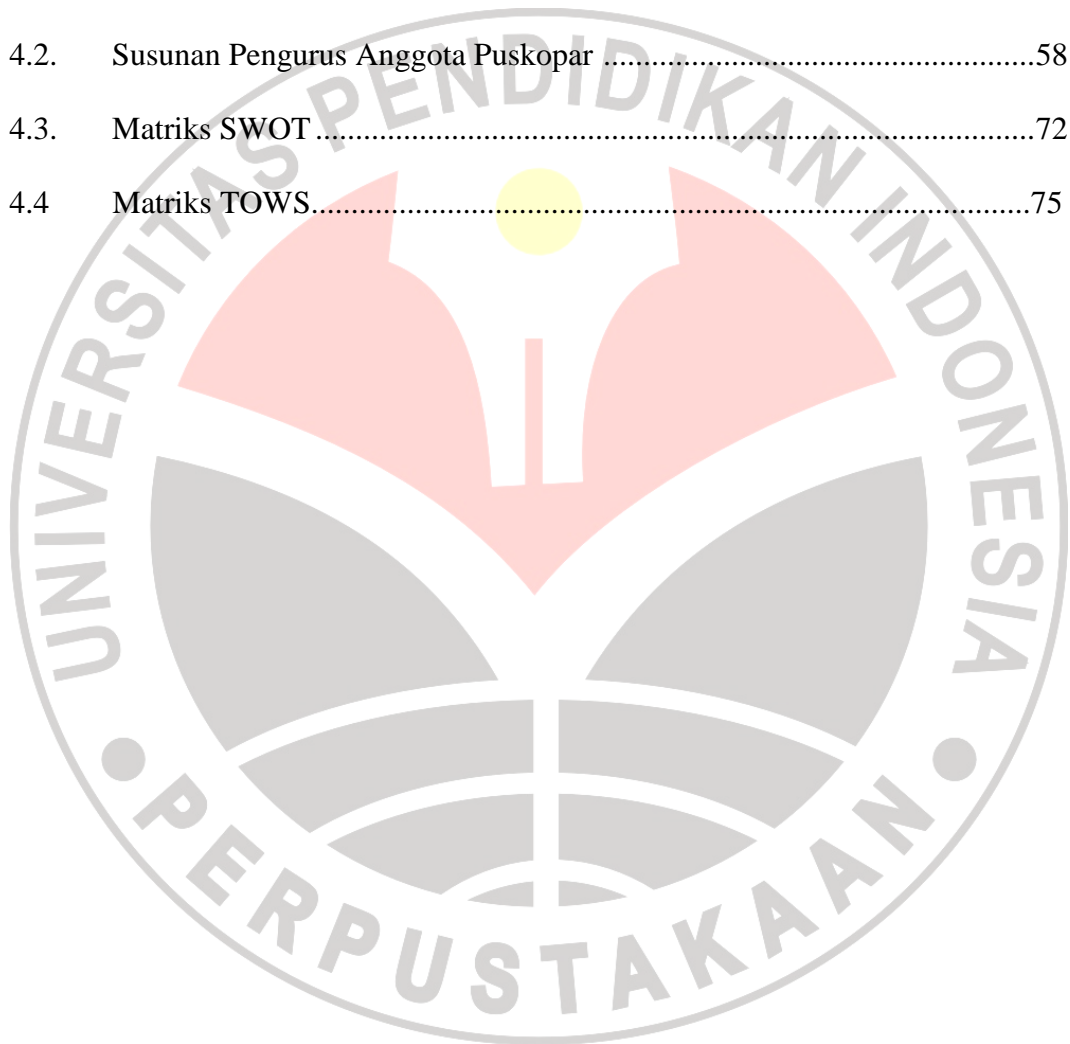 4.2. Susunan Pengurus Anggota Puskopar ......................................................58
4.3. Matriks SWOT ..........................................................................................72
4.4 Matriks TOWS..........................................................................................75
UNIVERSITAS PENDIDIKAN INDONESIA
PERPUSTAKAAN